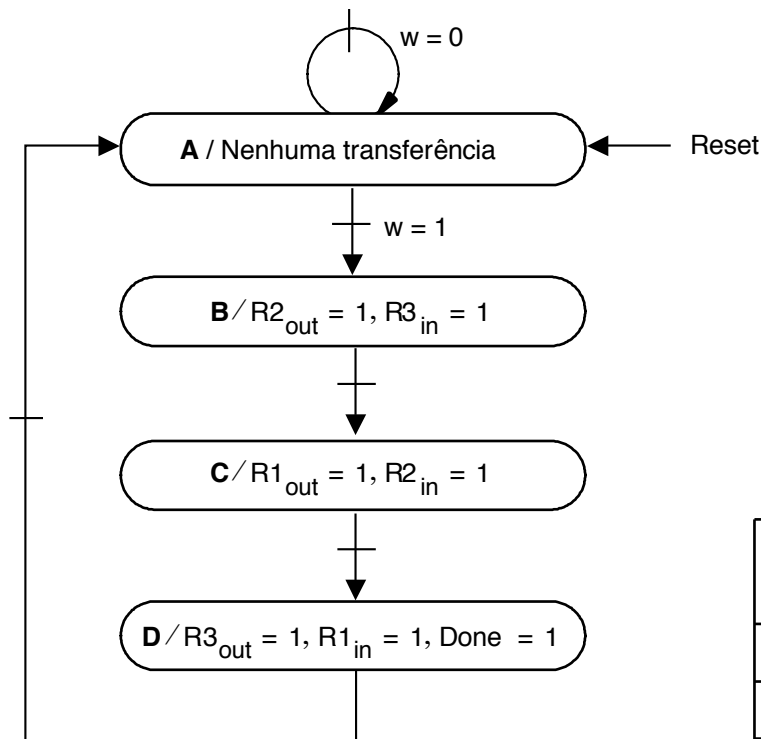 w = 0
A / Nenhuma transferência
Reset
w = 1
B / R2out = 1, R3in = 1
C / R1out = 1, R2in = 1
D / R3out = 1, R1in = 1, Done = 1